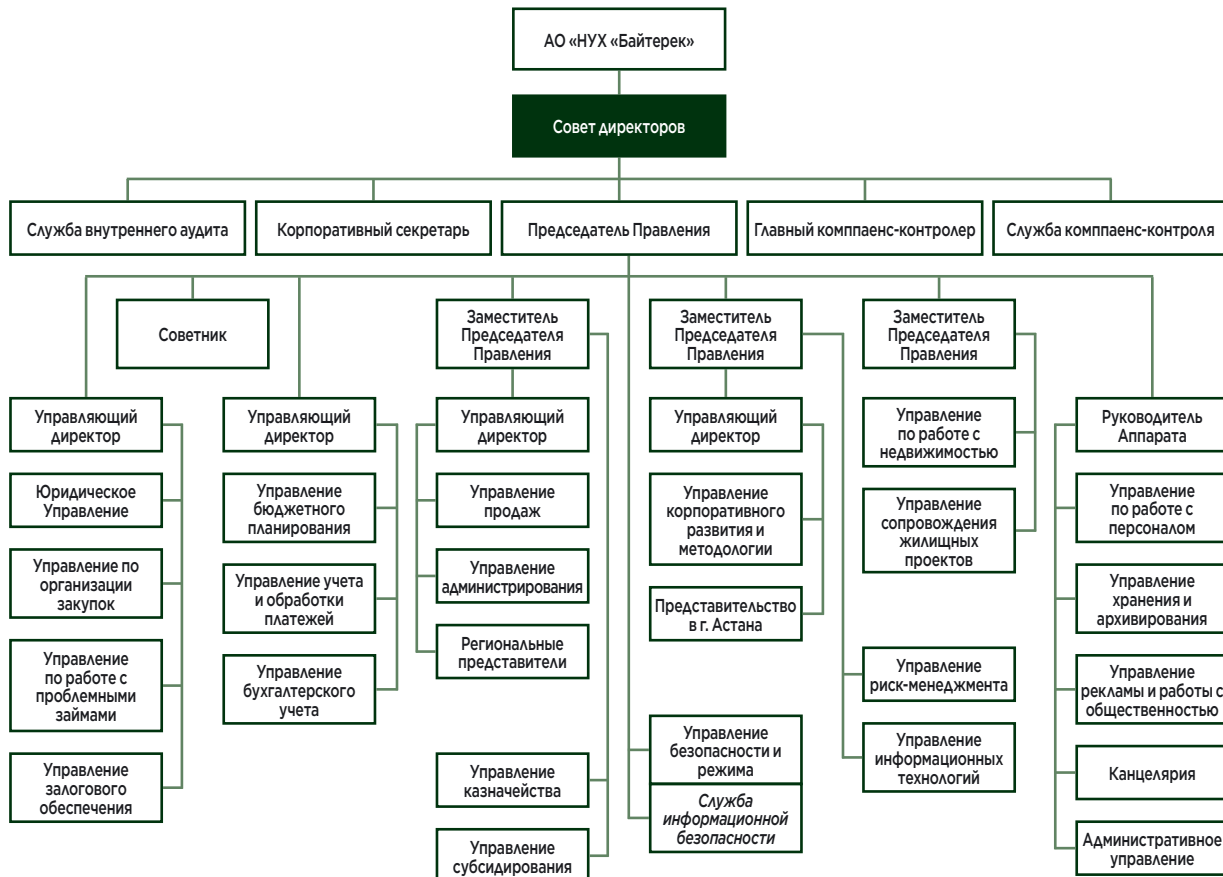 АО «НУХ «Байтерек»
Совет директоров
Служба внутреннего аудита
Корпоративный секретарь
Председатель Правления
Главный комппаенс-контролер
Служба комппаенс-контроля
Советник
Заместитель
Председателя
Правления
Заместитель
Председателя
Правления
Заместитель
Председателя
Правления
Управляющий
директор
Юридическое
Управление
Управление по
организации
закупок
Управление
по работе с
проблемными
займами
Управление
залогового
обеспечения
Управляющий
директор
Управление
бюджетного
планирования
Управление учета
и обработки
платежей
Управление
бухгалтерского
учета
Управляющий
директор
Управление
продаж
Управление
администрирования
Региональные
представители
Управление
казначейства
Управление
субсидирования
Управляющий
директор
Управление
корпоративного
развития и
методологии
Представительство
в г. Астана
Управление
безопасности и
режима
Служба
информационной
безопасности
Управление
по работе с
недвижимостью
Управление
сопровождения
жилищных
проектов
Управление
риск-менеджмента
Управление
информационных
технологий
Руководитель
Аппарата
Управление
по работе с
персоналом
Управление
хранения и
архивирования
Управление
рекламы и работы с
общественностью
Канцелярия
Административное
управление